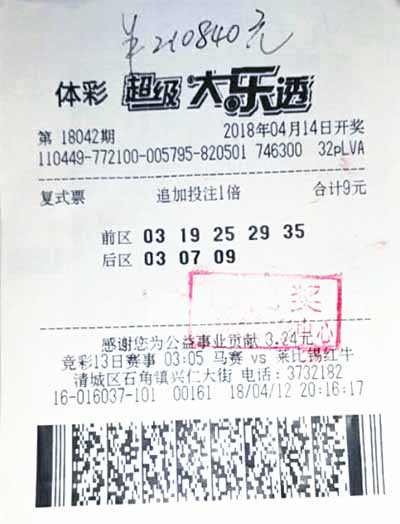 ¥210840元
体彩 超级大乐透
第 18042期 2018年04月14日开奖
110449-772100-005795-820501 746300 32pLVA
复式票 追加投注1倍 合计9元
前区 03 19 25 29 35
后区 03 07 09
奖
中心
感谢您为公益事业贡献 3.24元
竞彩13日赛事 03:05 马赛 vs 莱比锡红牛
清城区石角镇兴仁大街 电话:3732182
16-016037-101 00161 18/04/12 20:16:17